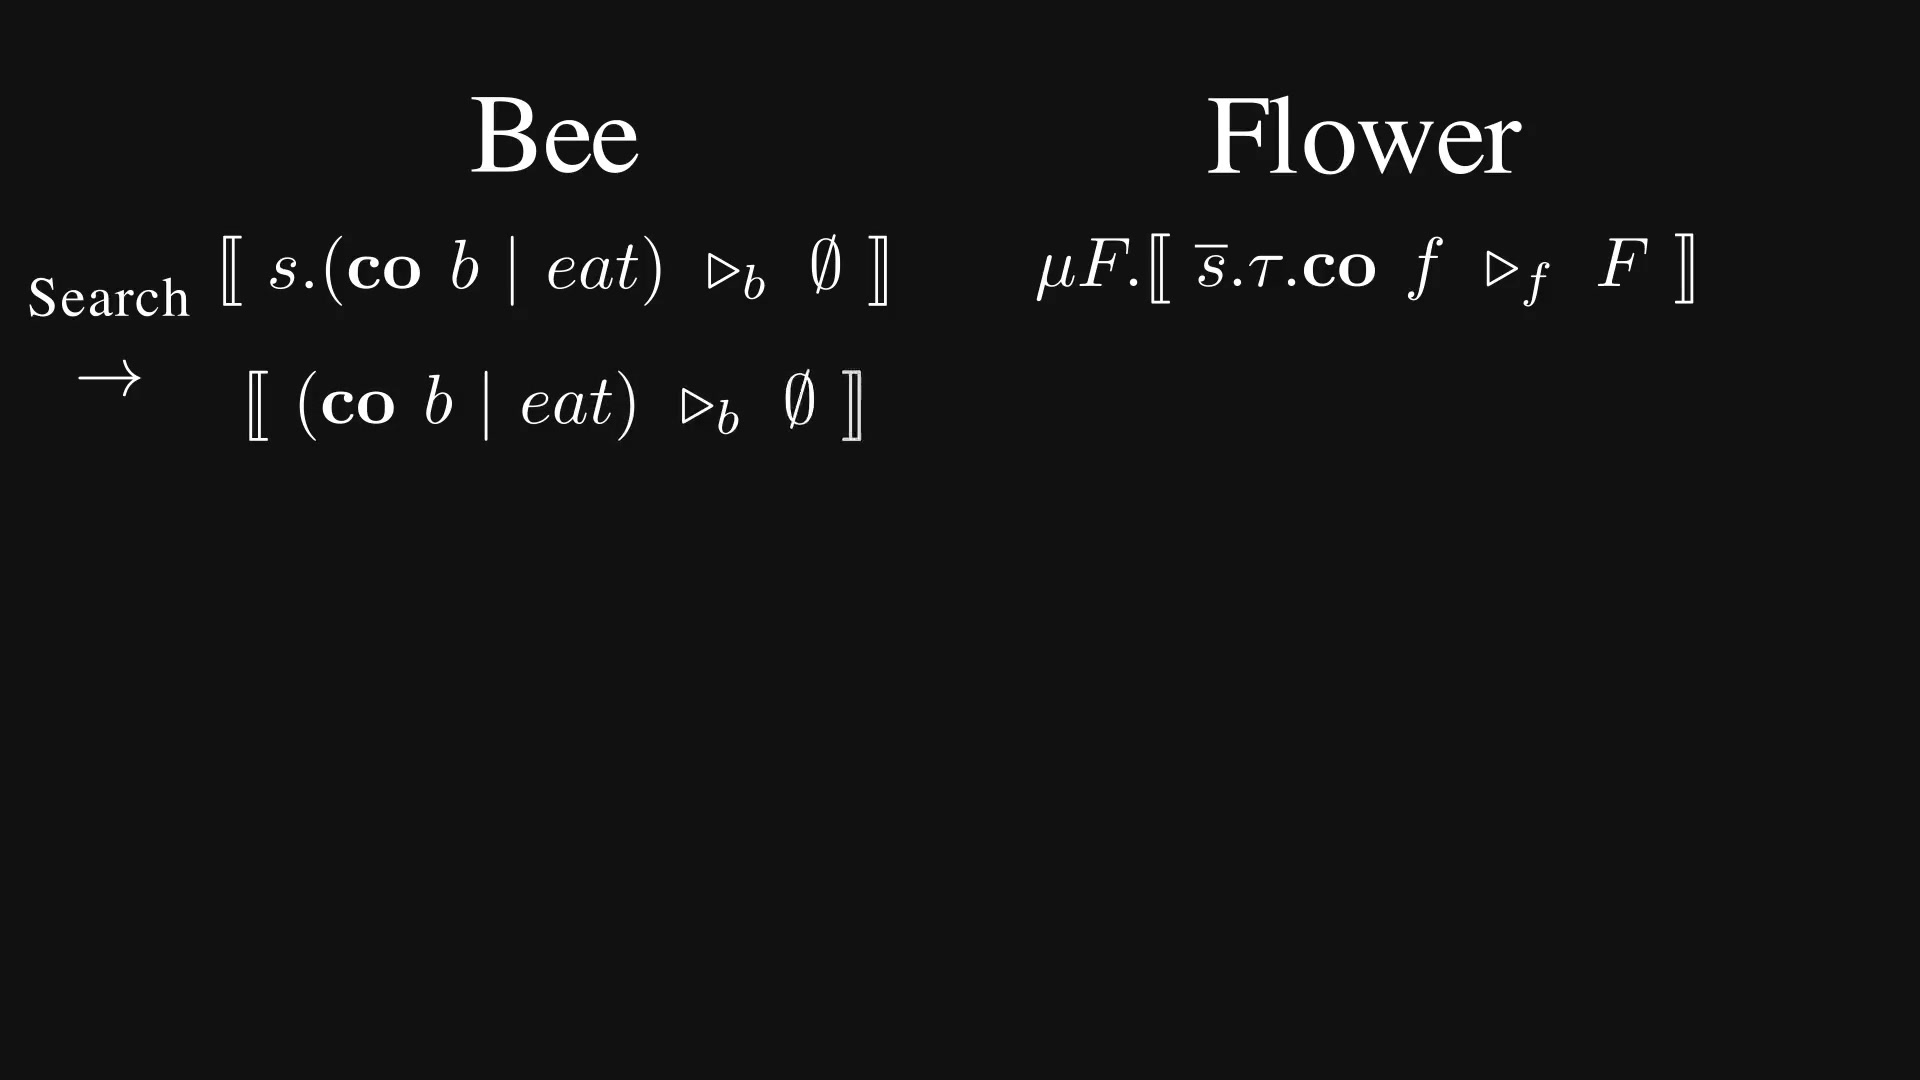 Bee Flower
⟦ s.(co b | eat) ▷_b ∅ ⟧ μF.⟦ s̅.τ.co f ▷_f F ⟧
Search
→
⟦ (co b | eat) ▷_b ∅ ⟧